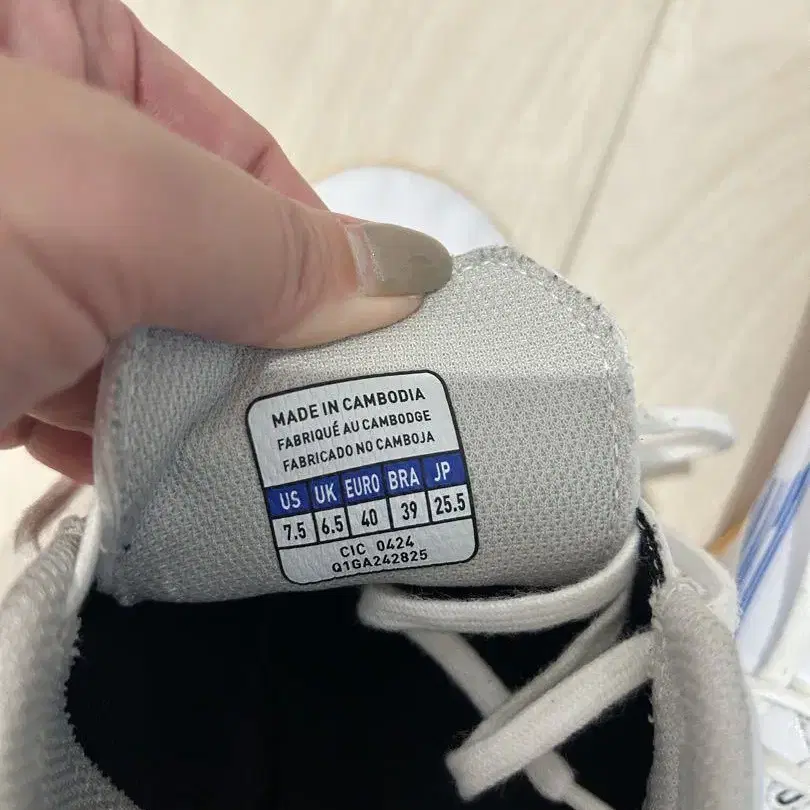 MADE IN CAMBODIA
FABRIQUÉ AU CAMBODGE
FABRICADO NO CAMBOJA
US UK EURO BRA JP
7.5 6.5 40 39 25.5
CIC 0424
Q1GA242825